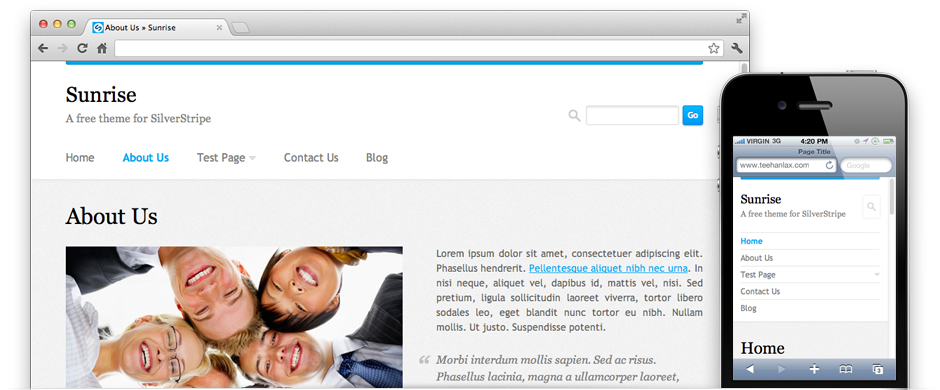 About Us » Sunrise
Sunrise
A free theme for SilverStripe
Go
Home About Us Test Page Contact Us Blog
About Us
Lorem ipsum dolor sit amet, consectetuer adipiscing elit.
Phasellus hendrerit. Pellentesque aliquet nibh nec urna. In
nisi neque, aliquet vel, dapibus id, mattis vel, nisi. Sed
pretium, ligula sollicitudin laoreet viverra, tortor libero
sodales leo, eget blandit nunc tortor eu nibh. Nullam
mollis. Ut justo. Suspendisse potenti.
“ Morbi interdum mollis sapien. Sed ac risus.
Phasellus lacinia, magna a ullamcorper laoreet,
VIRGIN 3G 4:20 PM
Page Title
www.teehanlax.com Google
Sunrise
A free theme for SilverStripe
Home
About Us
Test Page
Contact Us
Blog
Home